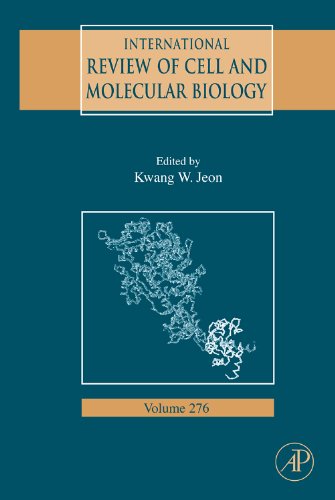 INTERNATIONAL
REVIEW OF CELL AND
MOLECULAR BIOLOGY
Edited by
Kwang W. Jeon
Volume 276
AP